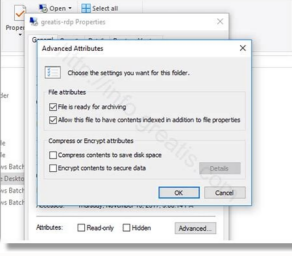 Open
Select all
greatis-rdp Properties
Advanced Attributes
Choose the settings you want for this folder.
File attributes
File is ready for archiving
Allow this file to have contents indexed in addition to file properties
Compress or Encrypt attributes
Compress contents to save disk space
Encrypt contents to secure data
Details
OK
Cancel
Attributes:
Read-only
Hidden
Advanced...